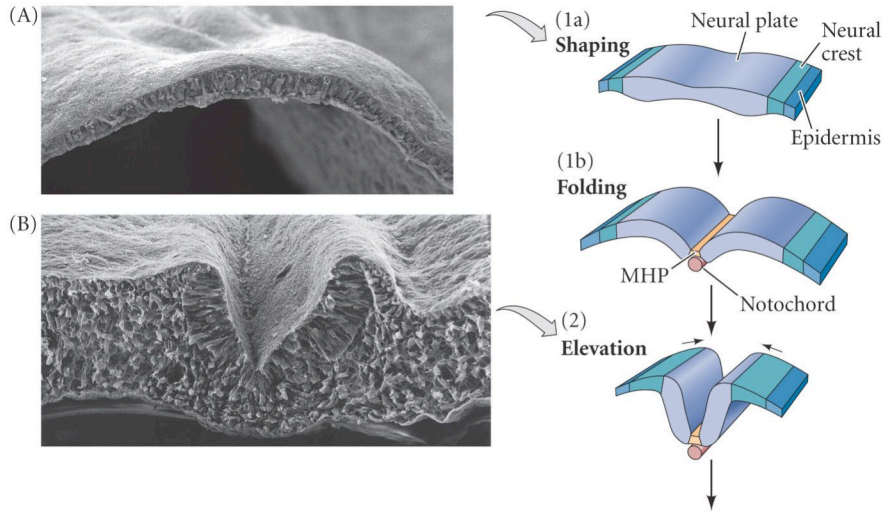 (A)
(1a)
Shaping
Neural plate
Neural
crest
Epidermis
(1b)
Folding
(B)
MHP
Notochord
(2)
Elevation